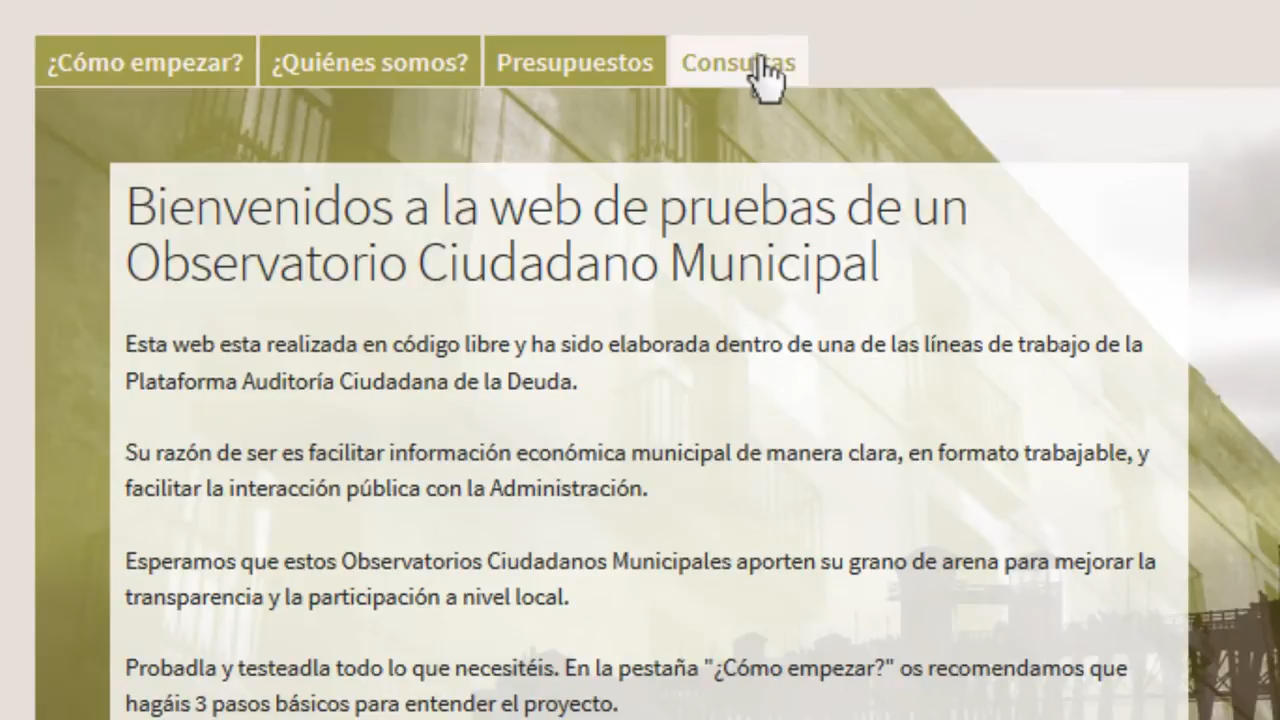 ¿Cómo empezar? ¿Quiénes somos? Presupuestos Consultas
Bienvenidos a la web de pruebas de un
Observatorio Ciudadano Municipal
Esta web esta realizada en código libre y ha sido elaborada dentro de una de las líneas de trabajo de la
Plataforma Auditoría Ciudadana de la Deuda.
Su razón de ser es facilitar información económica municipal de manera clara, en formato trabajable, y
facilitar la interacción pública con la Administración.
Esperamos que estos Observatorios Ciudadanos Municipales aporten su grano de arena para mejorar la
transparencia y la participación a nivel local.
Probadla y testeadla todo lo que necesitéis. En la pestaña "¿Cómo empezar?" os recomendamos que
hagáis 3 pasos básicos para entender el proyecto.